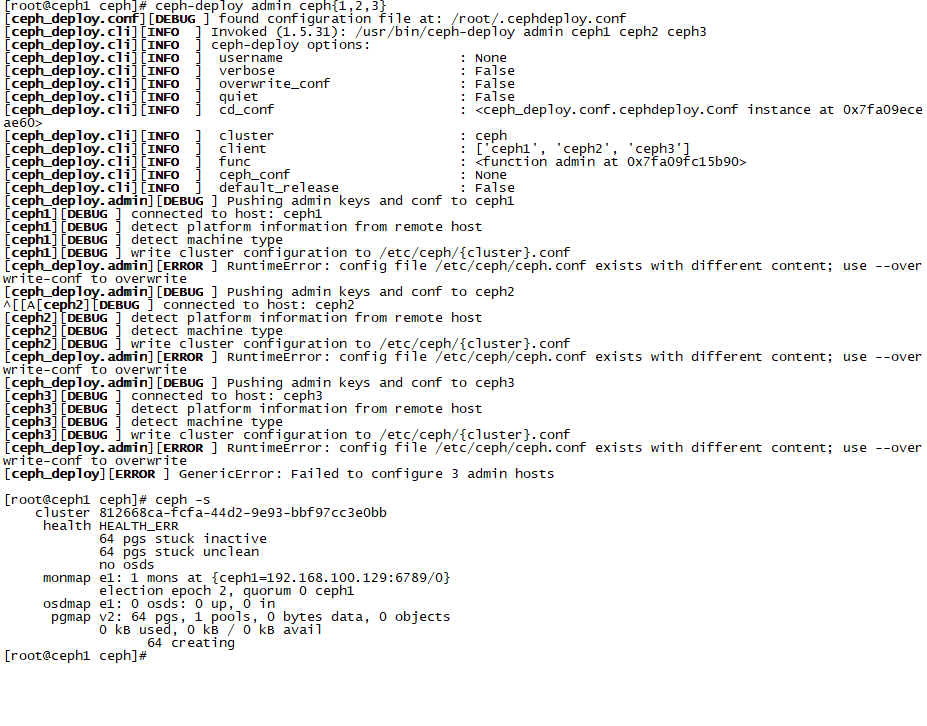 [root@ceph1 ceph]# ceph-deploy admin ceph{1,2,3}
[ceph_deploy.conf][DEBUG ] found configuration file at: /root/.cephdeploy.conf
[ceph_deploy.cli][INFO  ] Invoked (1.5.31): /usr/bin/ceph-deploy admin ceph1 ceph2 ceph3
[ceph_deploy.cli][INFO  ] ceph-deploy options:
[ceph_deploy.cli][INFO  ]  username                      : None
[ceph_deploy.cli][INFO  ]  verbose                       : False
[ceph_deploy.cli][INFO  ]  overwrite_conf                : False
[ceph_deploy.cli][INFO  ]  quiet                         : False
[ceph_deploy.cli][INFO  ]  cd_conf                       : <ceph_deploy.conf.cephdeploy.Conf instance at 0x7fa09ece
ae60>
[ceph_deploy.cli][INFO  ]  cluster                       : ceph
[ceph_deploy.cli][INFO  ]  client                        : ['ceph1', 'ceph2', 'ceph3']
[ceph_deploy.cli][INFO  ]  func                          : <function admin at 0x7fa09fc15b90>
[ceph_deploy.cli][INFO  ]  ceph_conf                     : None
[ceph_deploy.cli][INFO  ]  default_release               : False
[ceph_deploy.admin][DEBUG ] Pushing admin keys and conf to ceph1
[ceph1][DEBUG ] connected to host: ceph1
[ceph1][DEBUG ] detect platform information from remote host
[ceph1][DEBUG ] detect machine type
[ceph1][DEBUG ] write cluster configuration to /etc/ceph/{cluster}.conf
[ceph_deploy.admin][ERROR ] RuntimeError: config file /etc/ceph/ceph.conf exists with different content; use --over
write-conf to overwrite
[ceph_deploy.admin][DEBUG ] Pushing admin keys and conf to ceph2
^[[A[ceph2][DEBUG ] connected to host: ceph2
[ceph2][DEBUG ] detect platform information from remote host
[ceph2][DEBUG ] detect machine type
[ceph2][DEBUG ] write cluster configuration to /etc/ceph/{cluster}.conf
[ceph_deploy.admin][ERROR ] RuntimeError: config file /etc/ceph/ceph.conf exists with different content; use --over
write-conf to overwrite
[ceph_deploy.admin][DEBUG ] Pushing admin keys and conf to ceph3
[ceph3][DEBUG ] connected to host: ceph3
[ceph3][DEBUG ] detect platform information from remote host
[ceph3][DEBUG ] detect machine type
[ceph3][DEBUG ] write cluster configuration to /etc/ceph/{cluster}.conf
[ceph_deploy.admin][ERROR ] RuntimeError: config file /etc/ceph/ceph.conf exists with different content; use --over
write-conf to overwrite
[ceph_deploy][ERROR ] GenericError: Failed to configure 3 admin hosts
[root@ceph1 ceph]# ceph -s
    cluster 812668ca-fcfa-44d2-9e93-bbf97cc3e0bb
     health HEALTH_ERR
            64 pgs stuck inactive
            64 pgs stuck unclean
            no osds
     monmap e1: 1 mons at {ceph1=192.168.100.129:6789/0}
            election epoch 2, quorum 0 ceph1
     osdmap e1: 0 osds: 0 up, 0 in
      pgmap v2: 64 pgs, 1 pools, 0 bytes data, 0 objects
            0 kB used, 0 kB / 0 kB avail
                  64 creating
[root@ceph1 ceph]#